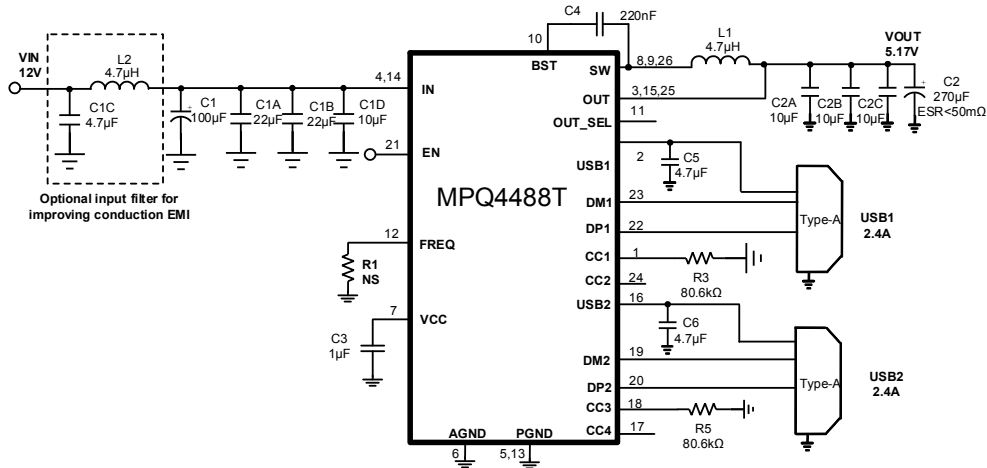 C4
220nF
10
BST
VIN
12V
L2
4.7µH
C1C
4.7µF
Optional input filter for
improving conduction EMI
C1
100µF
C1A
22µF
C1B
22µF
C1D
10µF
4,14
IN
21
EN
12
FREQ
R1
NS
7
VCC
C3
1µF
MPQ4488T
AGND
6
PGND
5,13
SW
8,9,26
L1
4.7µH
VOUT
5.17V
OUT
3,15,25
OUT_SEL
11
C2A
10µF
C2B
10µF
C2C
10µF
C2
270µF
ESR<50mΩ
USB1
2
C5
4.7µF
DM1
23
DP1
22
CC1
1
R3
80.6kΩ
CC2
24
Type-A
USB1
2.4A
USB2
16
C6
4.7µF
DM2
19
DP2
20
CC3
18
R5
80.6kΩ
CC4
17
Type-A
USB2
2.4A